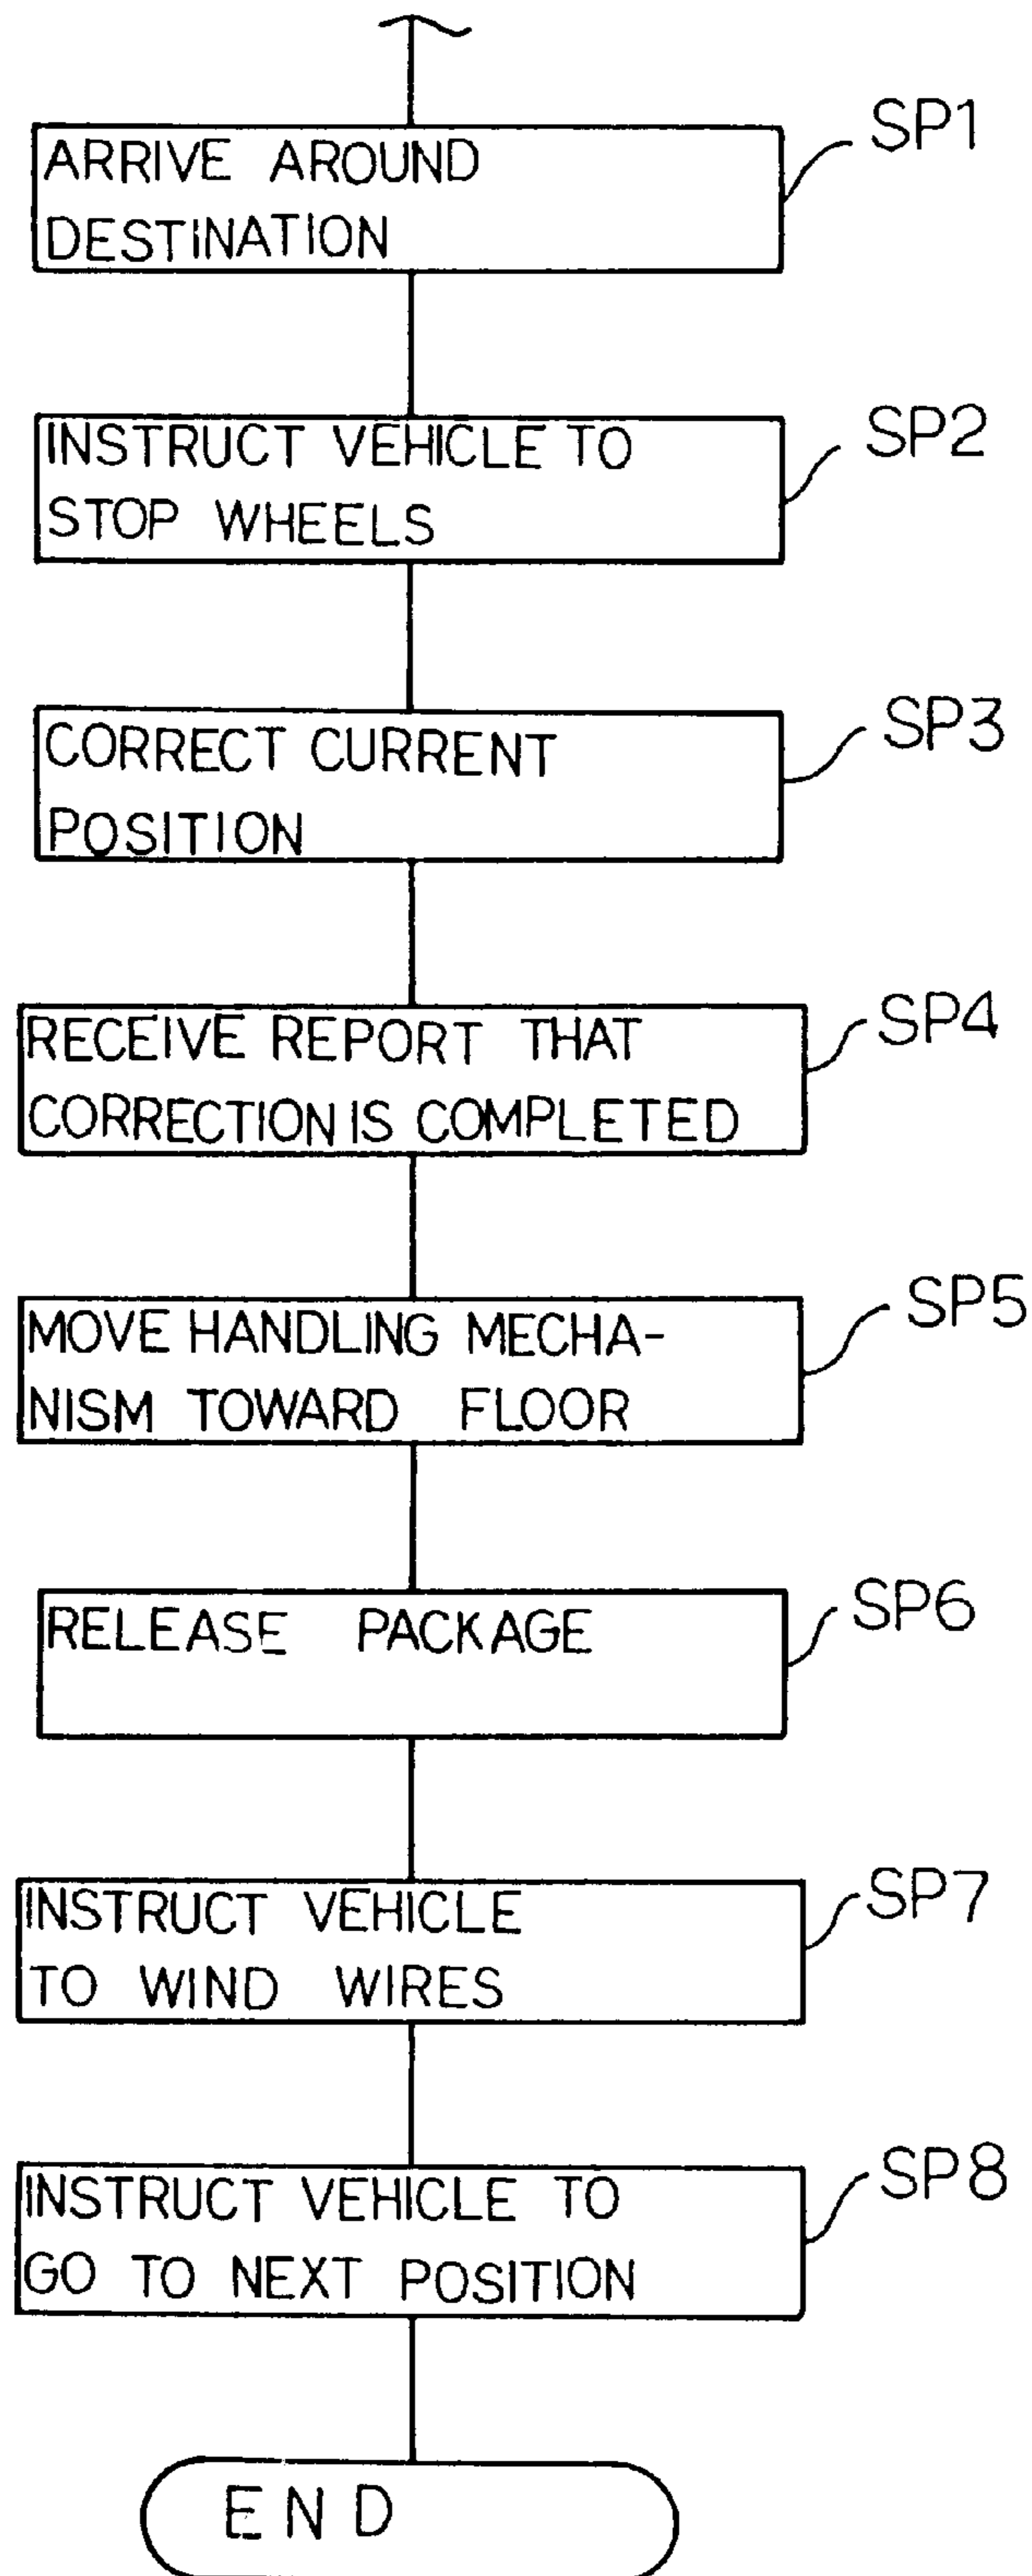 SP1
ARRIVE AROUND
DESTINATION
SP2
INSTRUCT VEHICLE TO
STOP WHEELS
SP3
CORRECT CURRENT
POSITION
SP4
RECEIVE REPORT THAT
CORRECTION IS COMPLETED
SP5
MOVE HANDLING MECHA-
NISM TOWARD FLOOR
SP6
RELEASE PACKAGE
SP7
INSTRUCT VEHICLE
TO WIND WIRES
SP8
INSTRUCT VEHICLE TO
GO TO NEXT POSITION
END